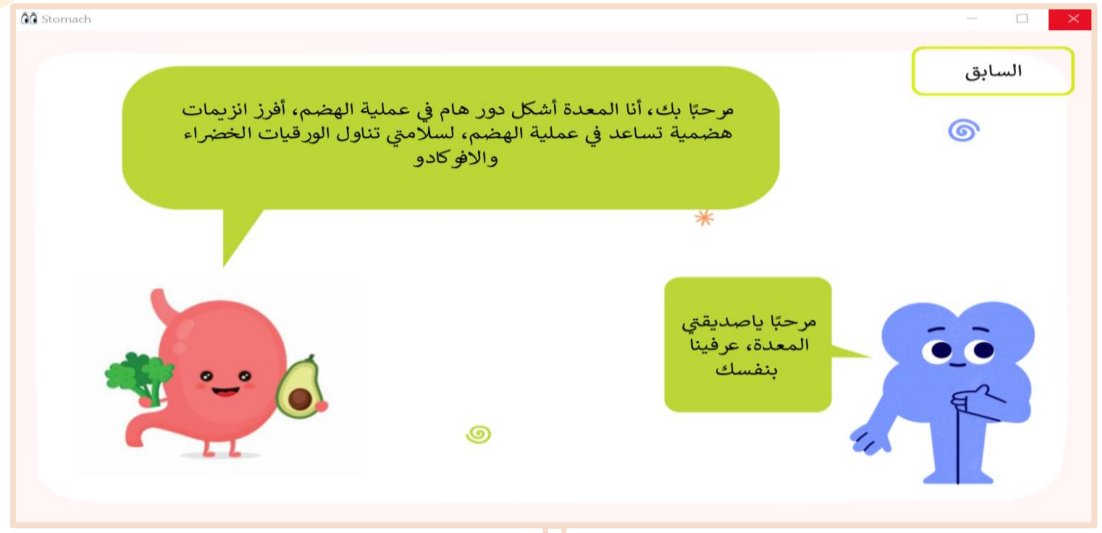 Stomach
السابق
مرحبًا بك، أنا المعدة أشكل دور هام في عملية الهضم، أفرز انزيمات
هضمية تساعد في عملية الهضم، لسلامتي تناول الورقيات الخضراء
والافوكادو
مرحبًا ياصديقتي
المعدة، عرفينا
بنفسك